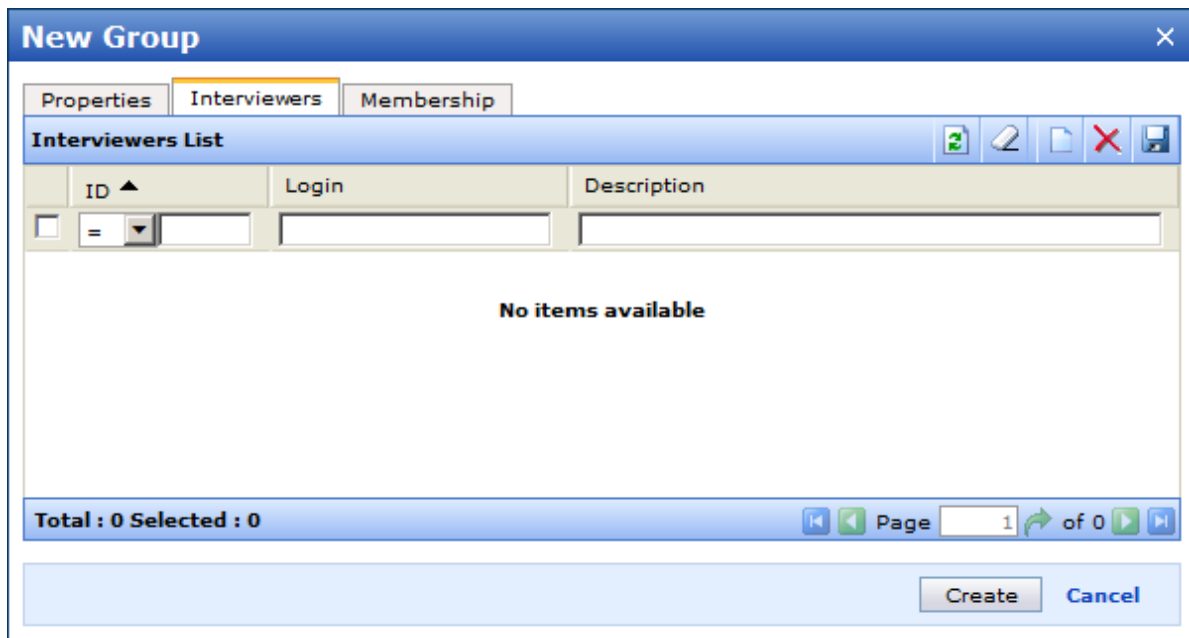 New Group
Properties Interviewers Membership
Interviewers List
ID Login Description
=
No items available
Total : 0 Selected : 0 Page 1 of 0
Create Cancel